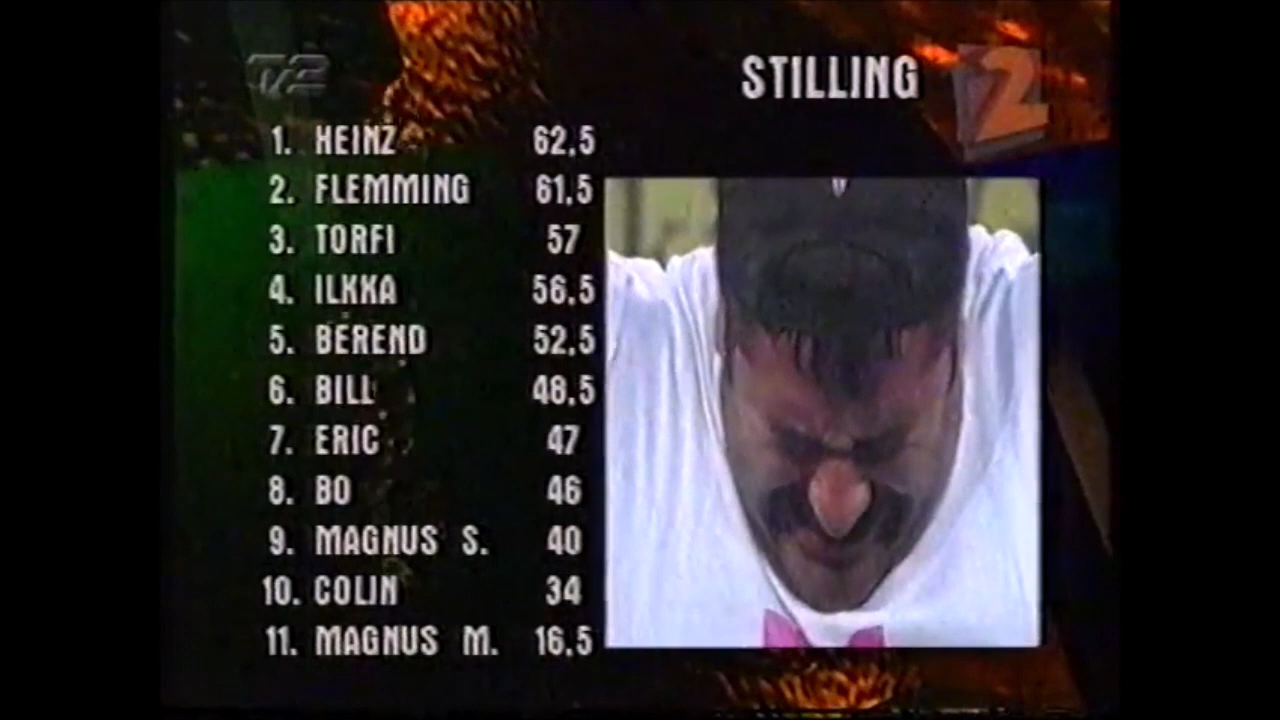 TV2
STILLING 2
1. HEINZ 62,5
2. FLEMMING 61,5
3. TORFI 57
4. ILKKA 56,5
5. BEREND 52,5
6. BILL 48,5
7. ERIC 47
8. BO 46
9. MAGNUS S. 40
10. COLIN 34
11. MAGNUS M. 16,5